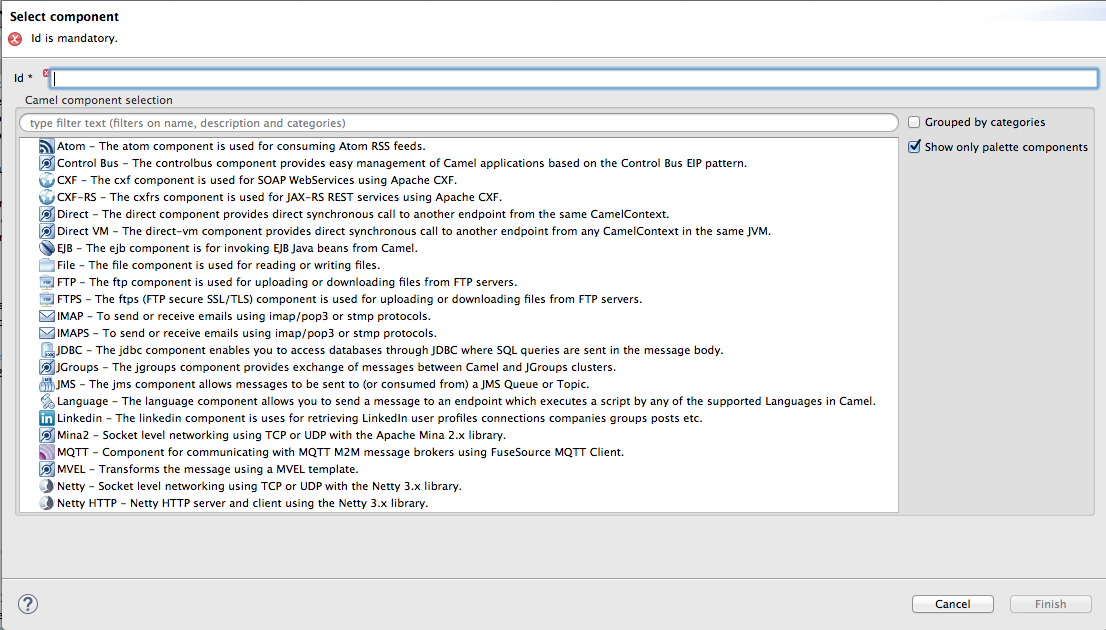 Select component
Id is mandatory.
Id *
Camel component selection
type filter text (filters on name, description and categories)
Grouped by categories
Show only palette components
Atom – The atom component is used for consuming Atom RSS feeds.
Control Bus – The controlbus component provides easy management of Camel applications based on the Control Bus EIP pattern.
CXF – The cxf component is used for SOAP WebServices using Apache CXF.
CXF-RS – The cxfrs component is used for JAX-RS REST services using Apache CXF.
Direct – The direct component provides direct synchronous call to another endpoint from the same CamelContext.
Direct VM – The direct-vm component provides direct synchronous call to another endpoint from any CamelContext in the same JVM.
EJB – The ejb component is for invoking EJB Java beans from Camel.
File – The file component is used for reading or writing files.
FTP – The ftp component is used for uploading or downloading files from FTP servers.
FTPS – The ftps (FTP secure SSL/TLS) component is used for uploading or downloading files from FTP servers.
IMAP – To send or receive emails using imap/pop3 or stmp protocols.
IMAPS – To send or receive emails using imap/pop3 or stmp protocols.
JDBC – The jdbc component enables you to access databases through JDBC where SQL queries are sent in the message body.
JGroups – The jgroups component provides exchange of messages between Camel and JGroups clusters.
JMS – The jms component allows messages to be sent to (or consumed from) a JMS Queue or Topic.
Language – The language component allows you to send a message to an endpoint which executes a script by any of the supported Languages in Camel.
Linkedin – The linkedin component is uses for retrieving LinkedIn user profiles connections companies groups posts etc.
Mina2 – Socket level networking using TCP or UDP with the Apache Mina 2.x library.
MQTT – Component for communicating with MQTT M2M message brokers using FuseSource MQTT Client.
MVEL – Transforms the message using a MVEL template.
Netty – Socket level networking using TCP or UDP with the Netty 3.x library.
Netty HTTP – Netty HTTP server and client using the Netty 3.x library.
?
Cancel
Finish